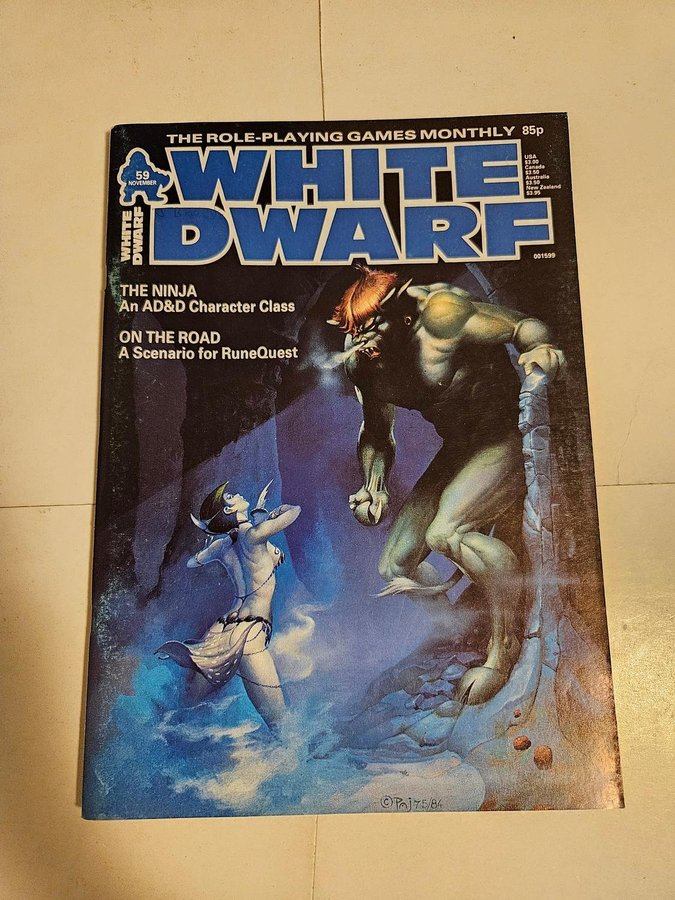 THE ROLE-PLAYING GAMES MONTHLY 85p
59
NOVEMBER
WHITE DWARF
WHITE
DWARF
USA
$3.00
Canada
$3.50
Australia
$3.50
New Zealand
$3.95
001599
THE NINJA
An AD&D Character Class
ON THE ROAD
A Scenario for RuneQuest
© 75/84